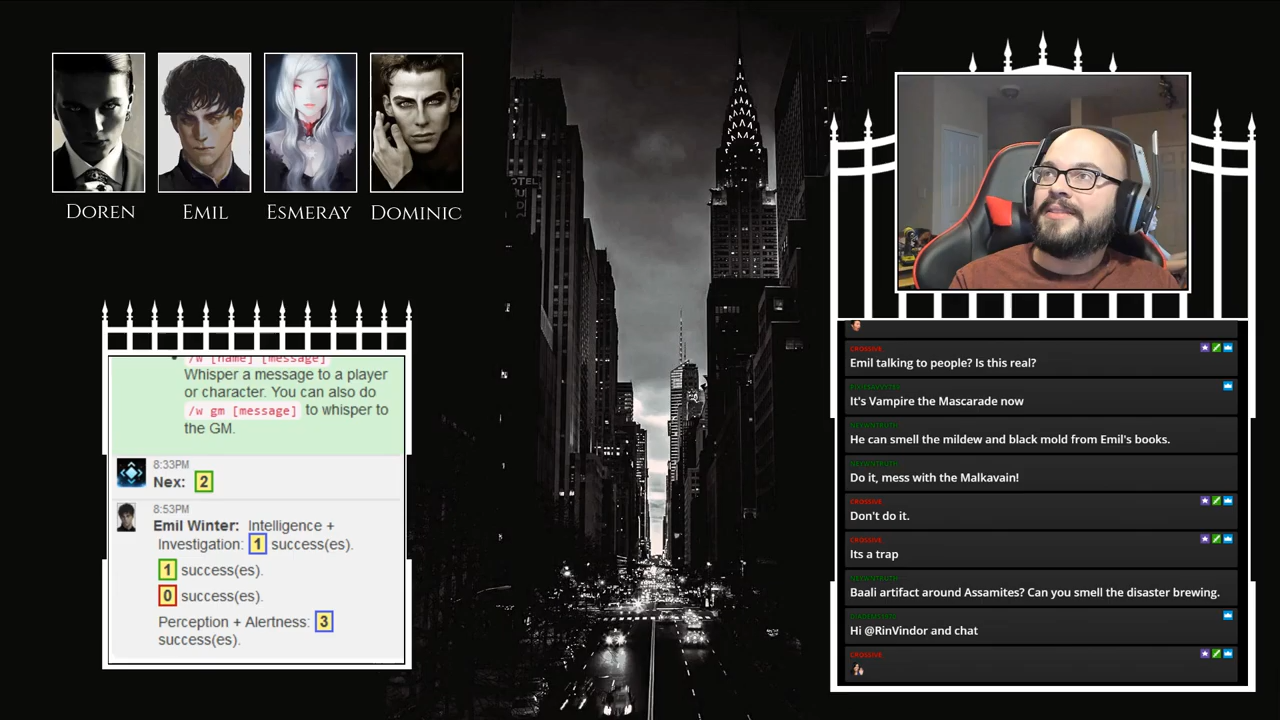 DOREN
EMIL
ESMERAY
DOMINIC
/w [name] [message]
Whisper a message to a player
or character. You can also do
/w gm [message] to whisper to
the GM.
8:33PM
Nex: 2
8:53PM
Emil Winter: Intelligence +
Investigation: 1 success(es).
1 success(es).
0 success(es).
Perception + Alertness: 3
success(es).
CROSSIVE
Emil talking to people? Is this real?
It's Vampire the Mascarade now
He can smell the mildew and black mold from Emil's books.
Do it, mess with the Malkavain!
CROSSIVE
Don't do it.
CROSSIVE
Its a trap
Baali artifact around Assamites? Can you smell the disaster brewing.
Hi @RinVindor and chat
CROSSIVE